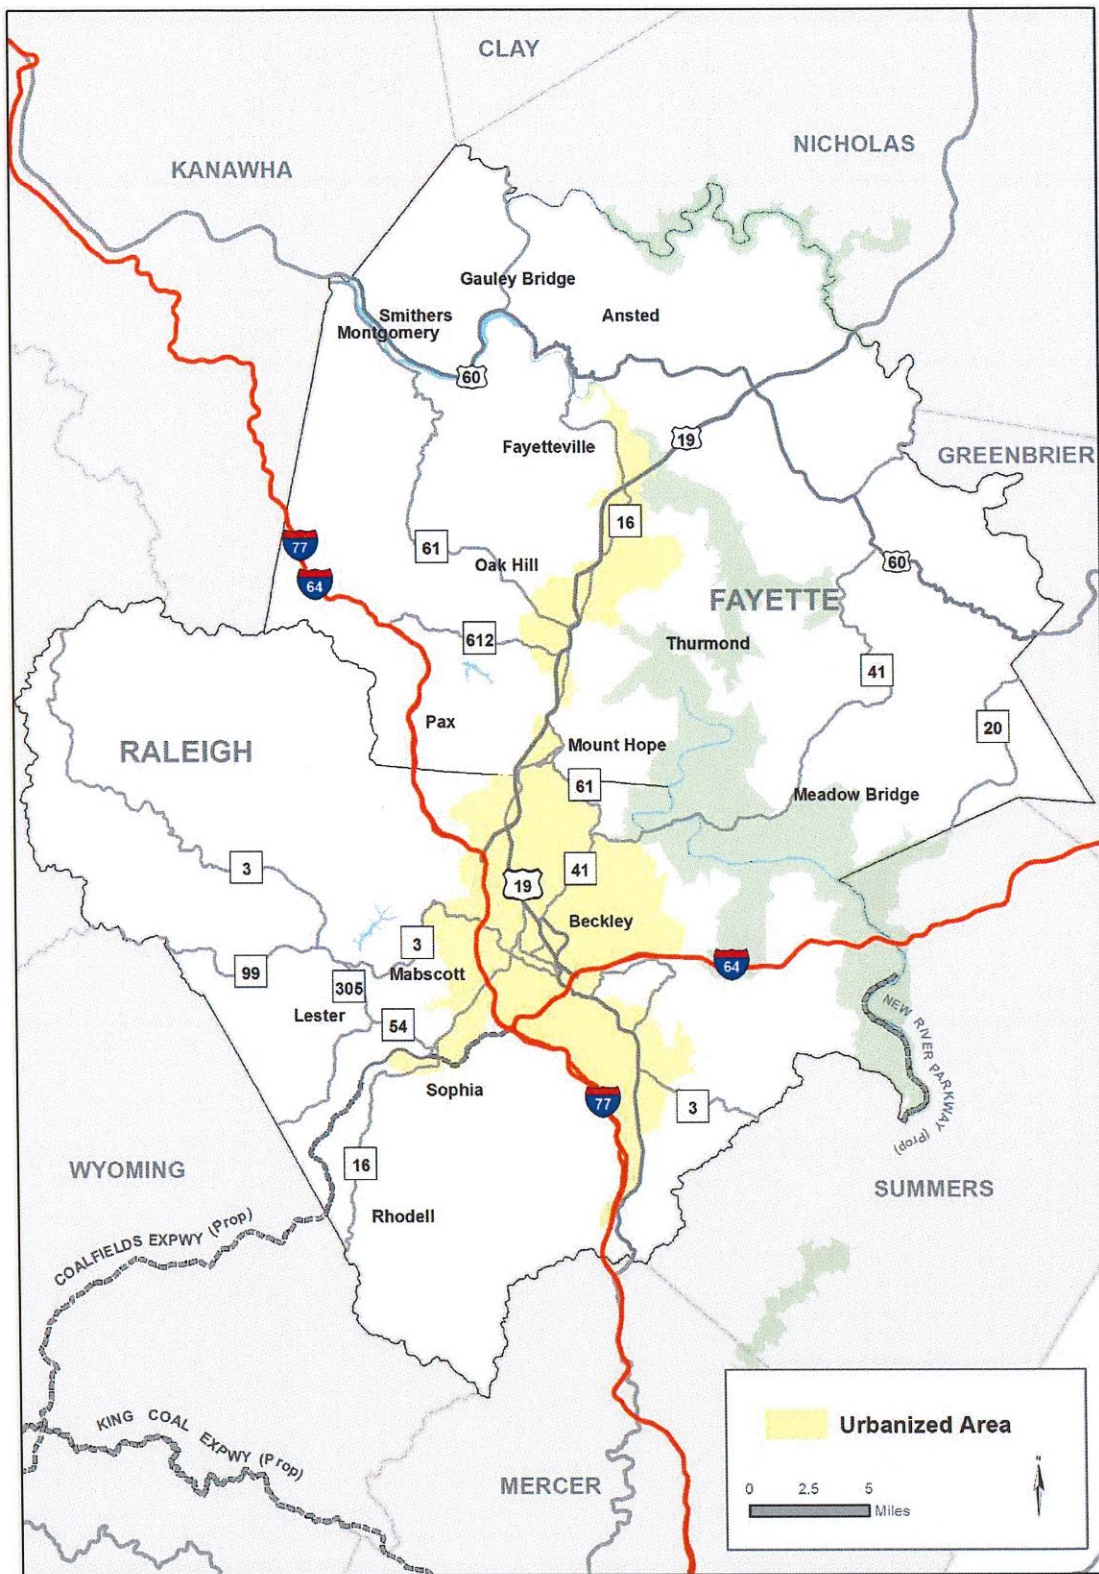 CLAY
NICHOLAS
KANAWHA
Gauley Bridge
Smithers
Ansted
Montgomery
60
19
Fayetteville
GREENBRIER
16
77
61
60
Oak Hill
64
FAYETTE
612
Thurmond
41
Pax
20
RALEIGH
Mount Hope
61
Meadow Bridge
3
41
19
Beckley
3
99
Mabscott
64
305
Lester
54
NEW RIVER PARKWAY (Prop)
Sophia
77
3
WYOMING
16
SUMMERS
Rhodell
COALFIELDS EXPWY (Prop)
KING COAL EXPWY (Prop)
MERCER
Urbanized Area
N
0 2.5 5
Miles